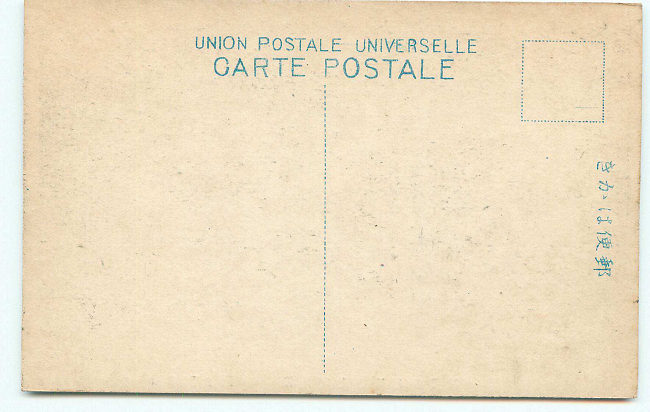 UNION POSTALE UNIVERSELLE
CARTE POSTALE
きかは便郵